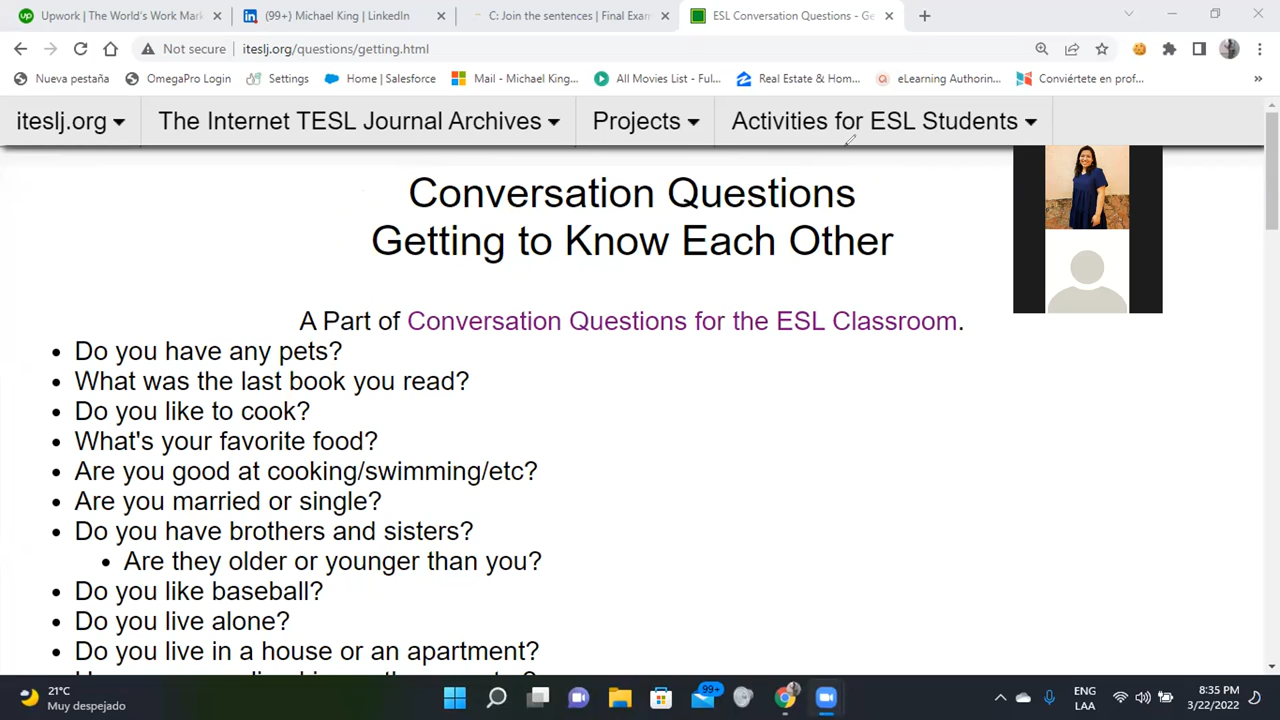 Upwork | The World's Work Mark
(99+) Michael King | LinkedIn
C: Join the sentences | Final Exam
ESL Conversation Questions - Ge
Not secure
iteslj.org/questions/getting.html
Nueva pestaña
OmegaPro Login
Settings
Home | Salesforce
Mail - Michael King...
All Movies List - Ful...
Real Estate & Hom...
eLearning Authorin...
Conviértete en prof...
iteslj.org
The Internet TESL Journal Archives
Projects
Activities for ESL Students
Conversation Questions
Getting to Know Each Other
A Part of Conversation Questions for the ESL Classroom.
• Do you have any pets?
• What was the last book you read?
• Do you like to cook?
• What's your favorite food?
• Are you good at cooking/swimming/etc?
• Are you married or single?
• Do you have brothers and sisters?
• Are they older or younger than you?
• Do you like baseball?
• Do you live alone?
• Do you live in a house or an apartment?
21°C
Muy despejado
99+
ENG
LAA
8:35 PM
3/22/2022